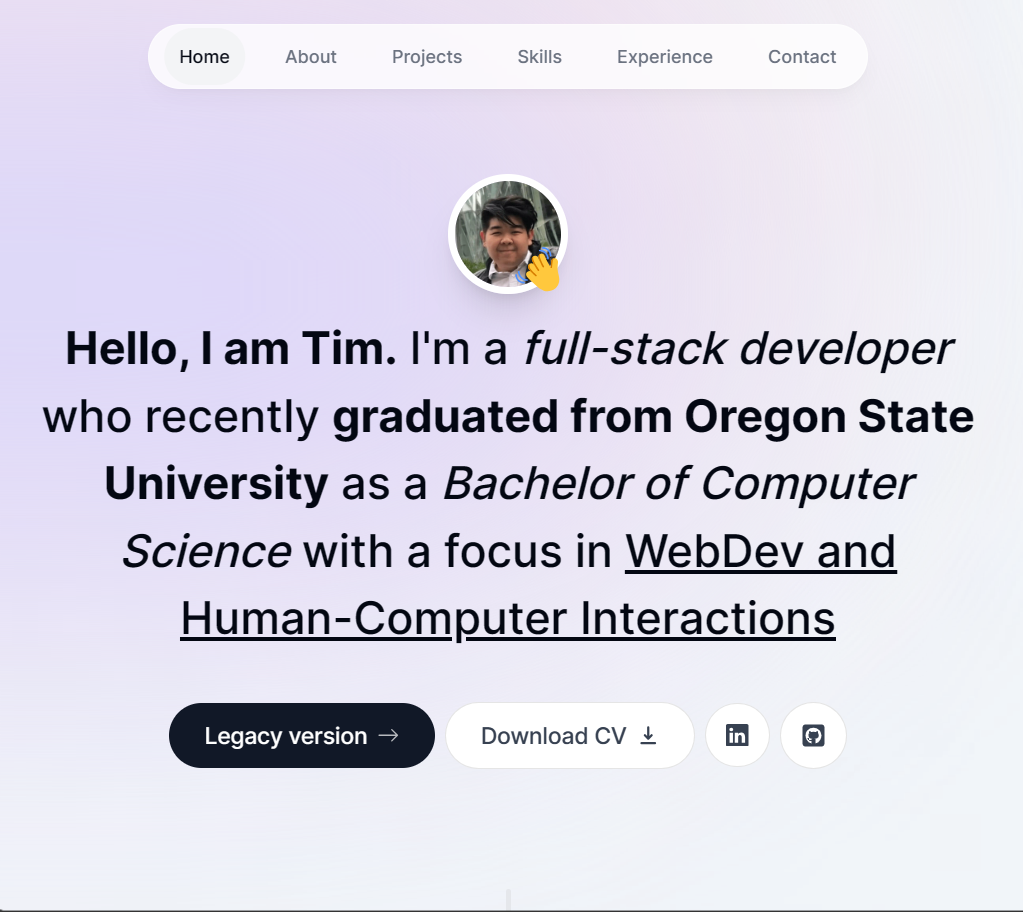 Home About Projects Skills Experience Contact
Hello, I am Tim. I'm a full-stack developer
who recently graduated from Oregon State
University as a Bachelor of Computer
Science with a focus in WebDev and
Human-Computer Interactions
Legacy version Download CV in